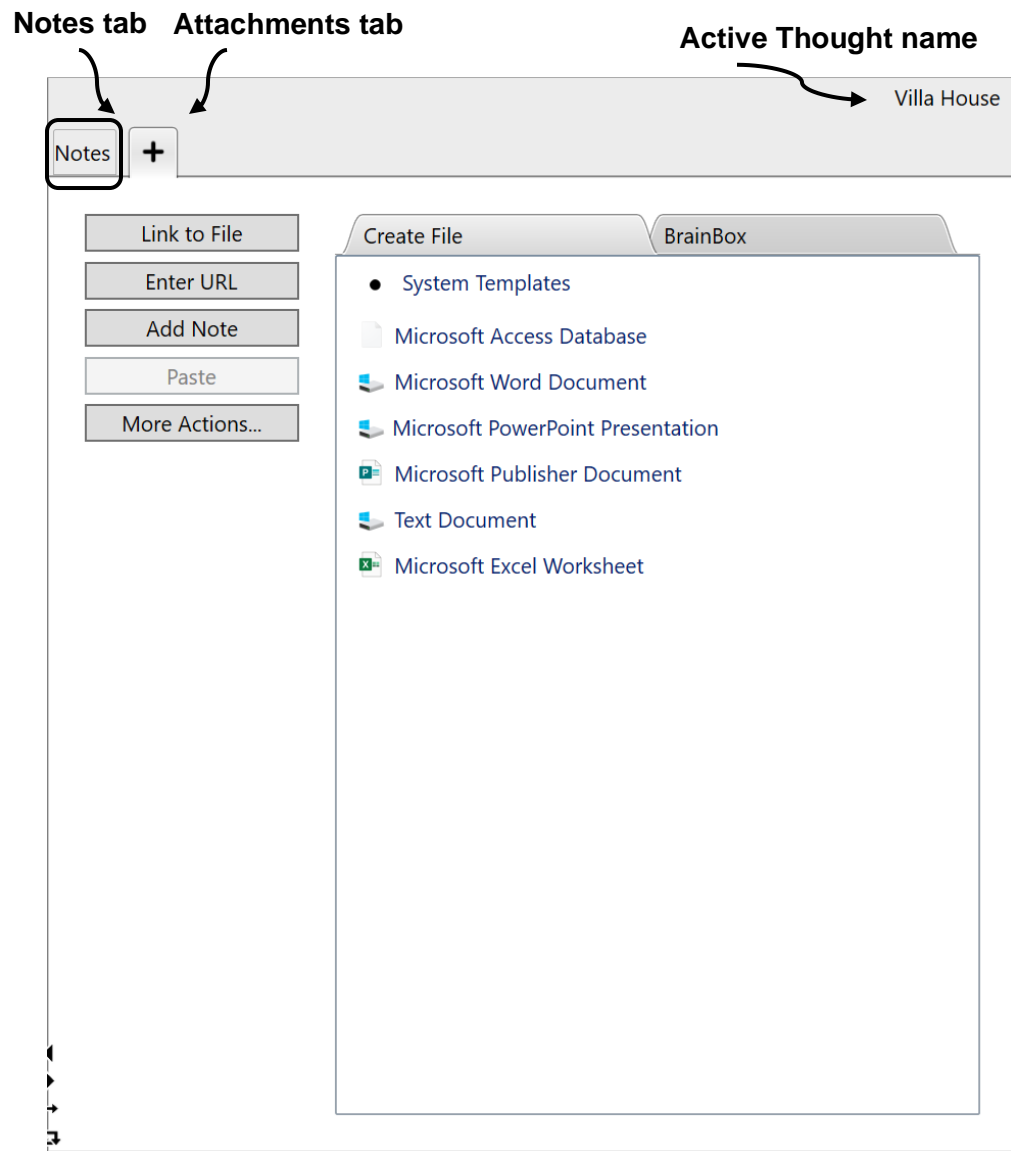 Notes tab Attachments tab
Active Thought name
Villa House
Notes +
Link to File
Enter URL
Add Note
Paste
More Actions...
Create File BrainBox
System Templates
Microsoft Access Database
Microsoft Word Document
Microsoft PowerPoint Presentation
Microsoft Publisher Document
Text Document
Microsoft Excel Worksheet